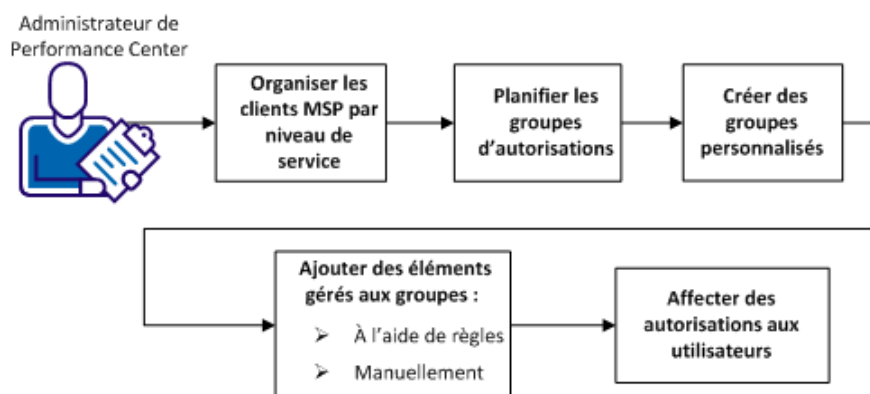 Administrateur de
Performance Center
Organiser les
clients MSP par
niveau de
service
Planifier les
groupes
d'autorisations
Créer des
groupes
personnalisés
Ajouter des éléments
gérés aux groupes :
➢ À l'aide de règles
➢ Manuellement
Affecter des
autorisations aux
utilisateurs